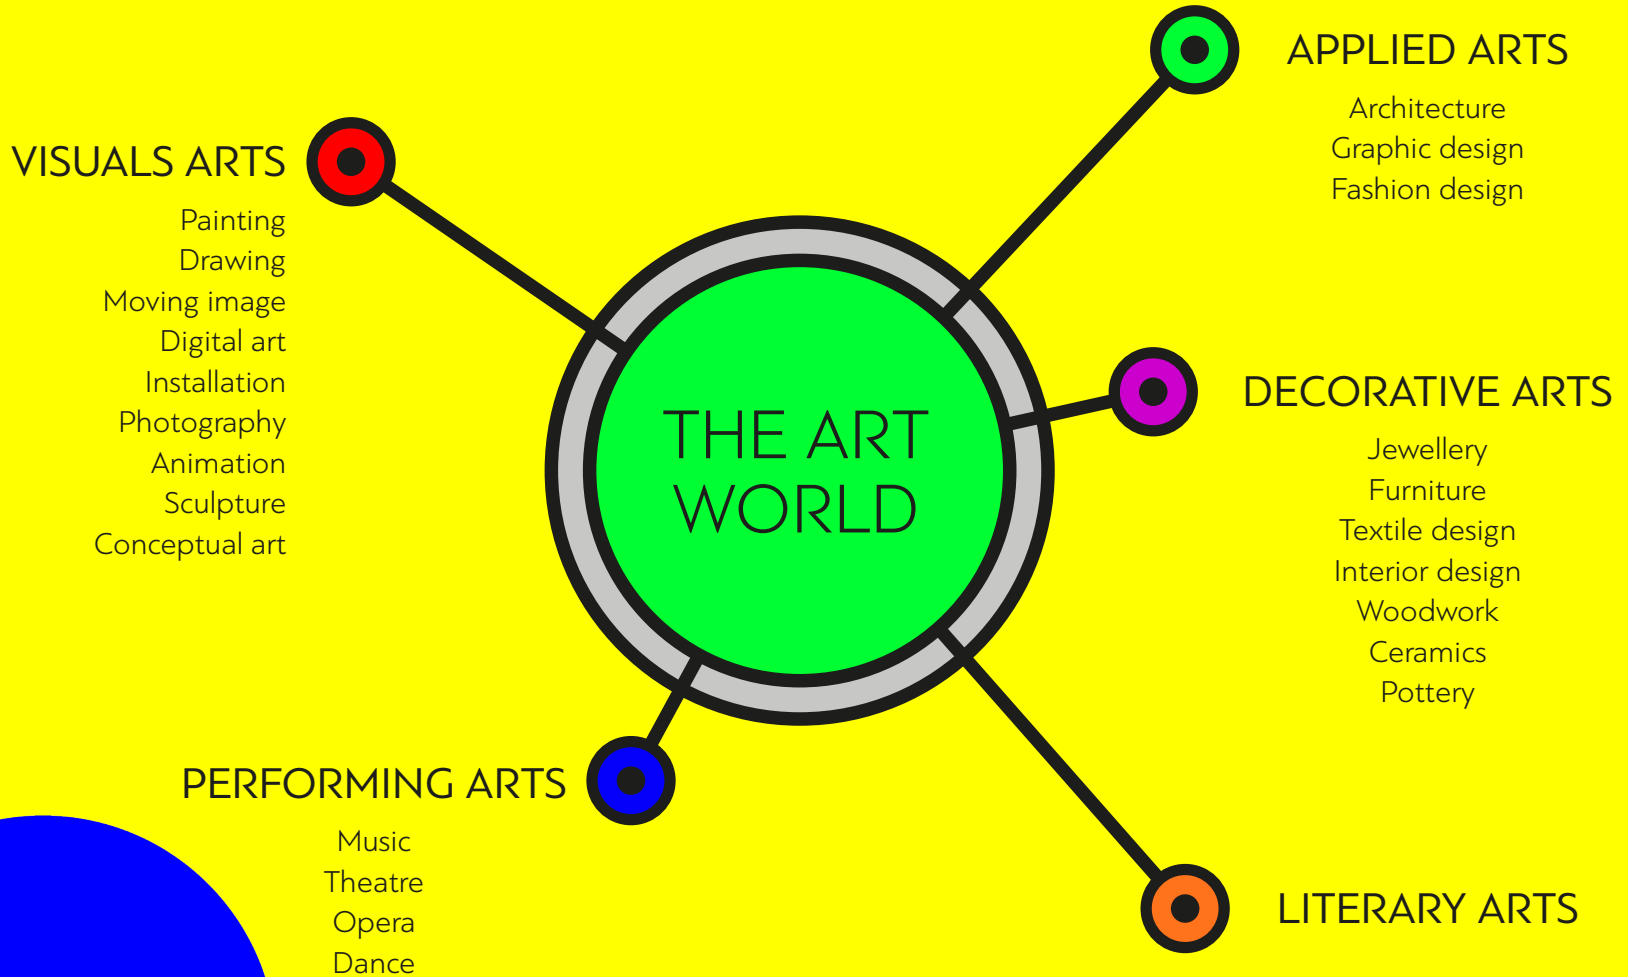 VISUALS ARTS
Painting
Drawing
Moving image
Digital art
Installation
Photography
Animation
Sculpture
Conceptual art
APPLIED ARTS
Architecture
Graphic design
Fashion design
THE ART
WORLD
DECORATIVE ARTS
Jewellery
Furniture
Textile design
Interior design
Woodwork
Ceramics
Pottery
PERFORMING ARTS
Music
Theatre
Opera
Dance
LITERARY ARTS